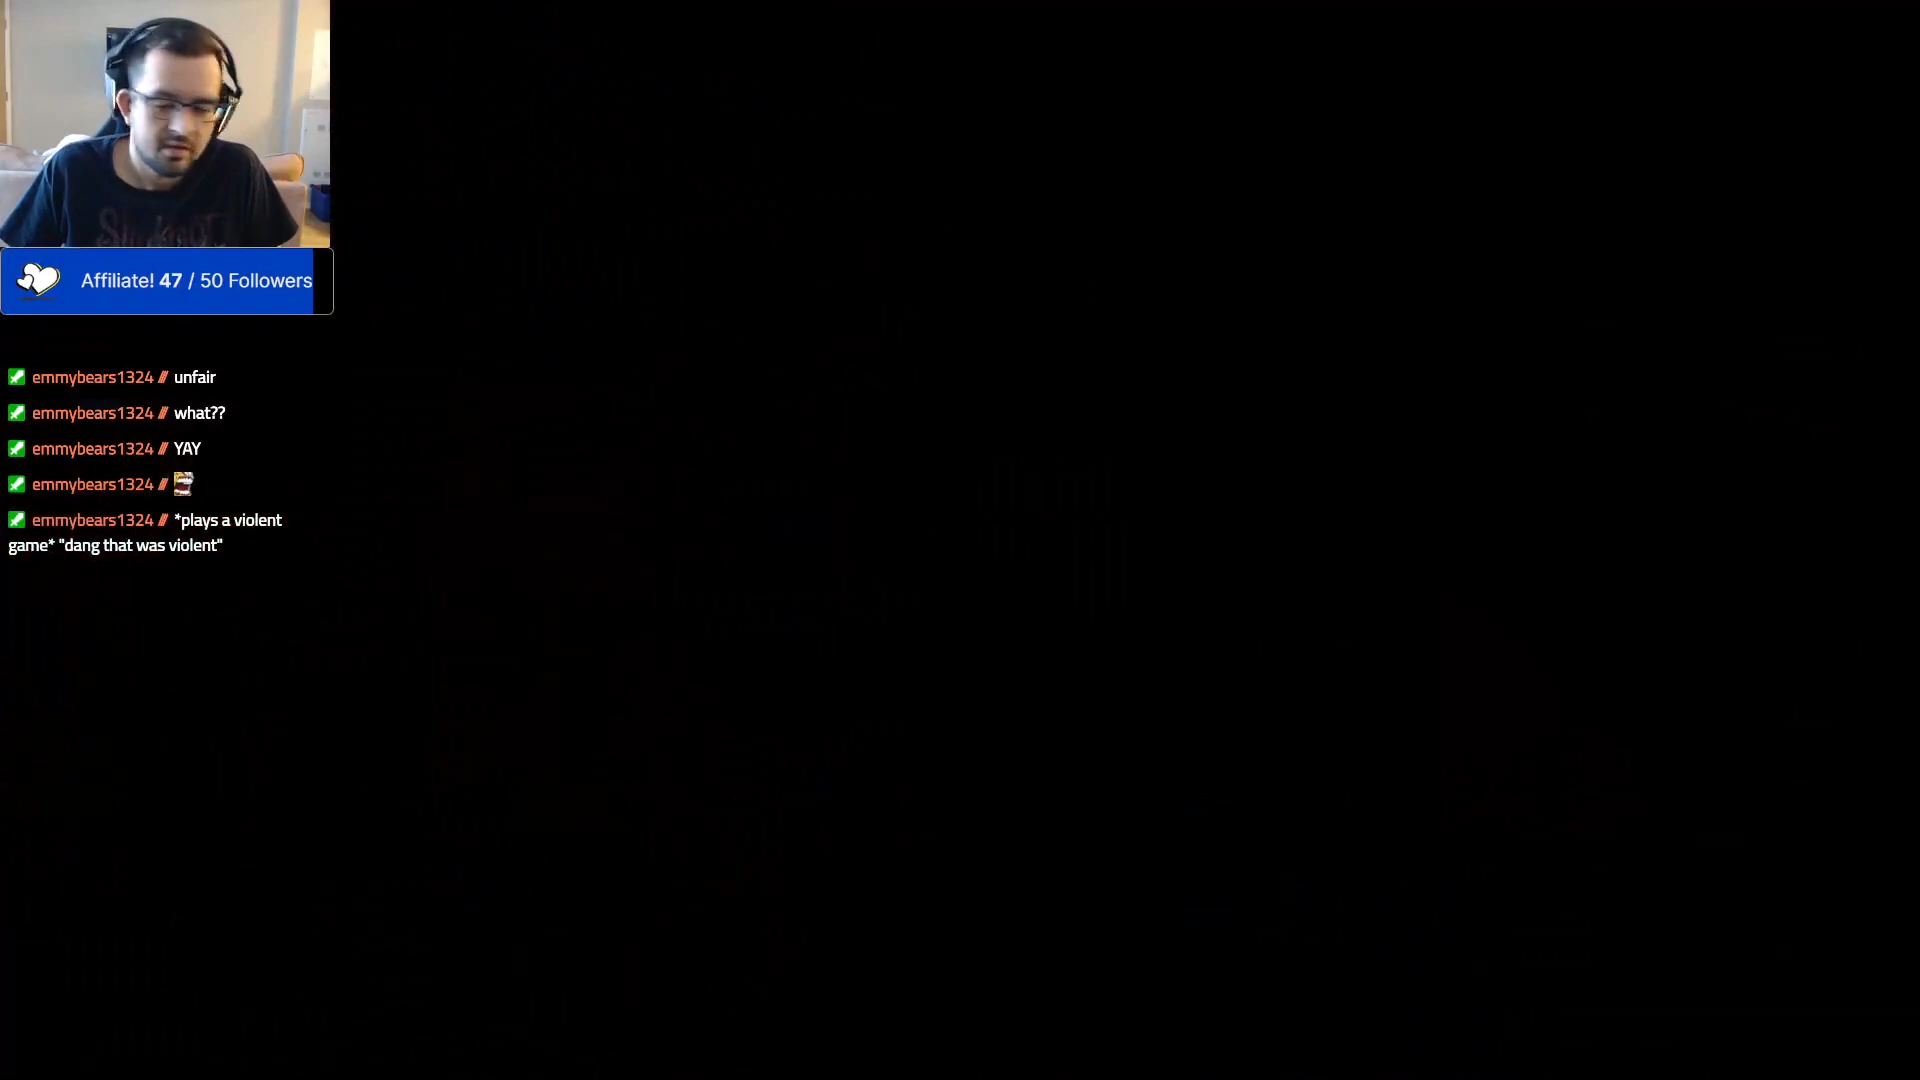 Slipknot
Affiliate! 47 / 50 Followers
emmybears1324 /// unfair
emmybears1324 /// what??
emmybears1324 /// YAY
emmybears1324 ///
emmybears1324 /// *plays a violent
game* "dang that was violent"